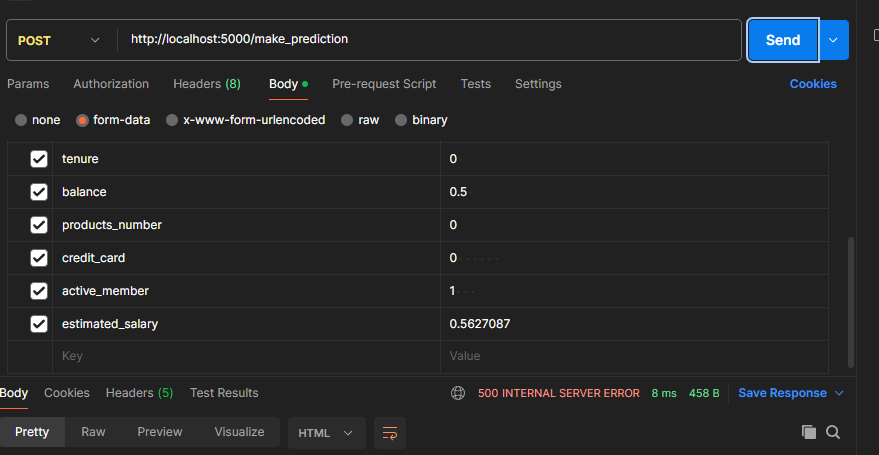 POST http://localhost:5000/make_prediction Send
Params Authorization Headers (8) Body Pre-request Script Tests Settings Cookies
none form-data x-www-form-urlencoded raw binary
tenure 0
balance 0.5
products_number 0
credit_card 0
active_member 1
estimated_salary 0.5627087
Key Value
Body Cookies Headers (5) Test Results 500 INTERNAL SERVER ERROR 8 ms 458 B Save Response
Pretty Raw Preview Visualize HTML